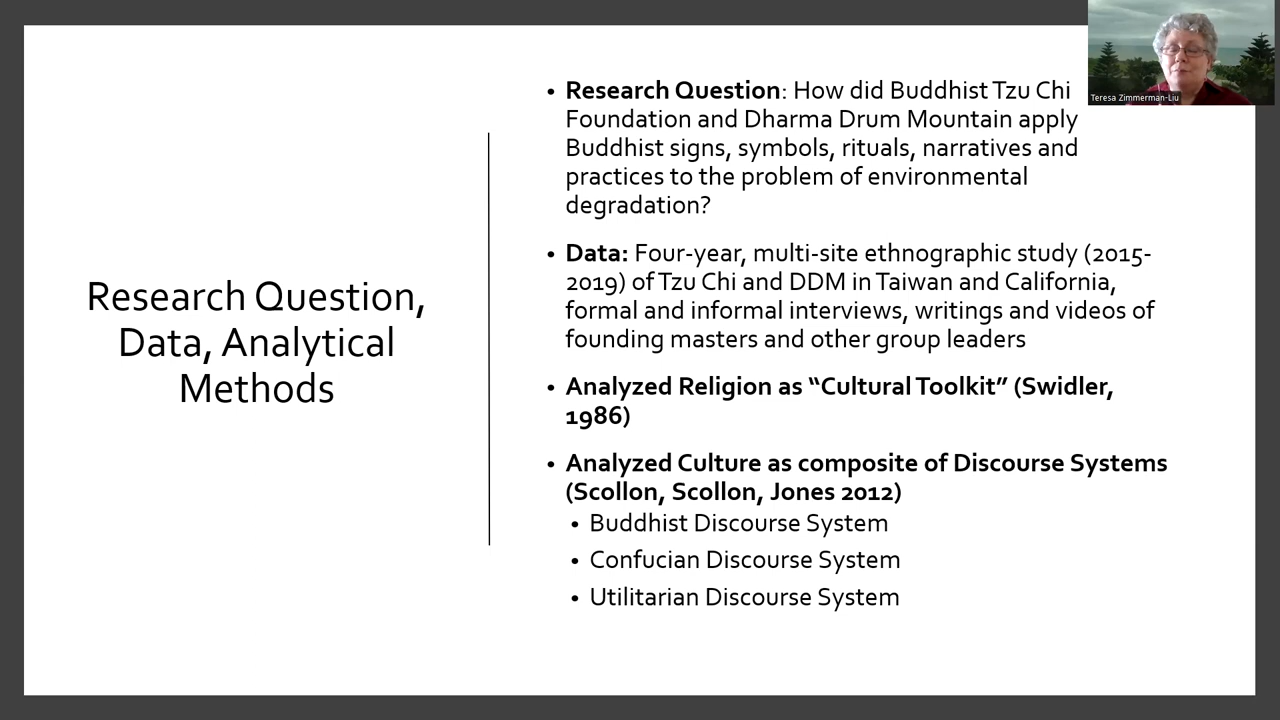 Research Question,
Data, Analytical
Methods
• Research Question: How did Buddhist Tzu Chi
Foundation and Dharma Drum Mountain apply
Buddhist signs, symbols, rituals, narratives and
practices to the problem of environmental
degradation?
• Data: Four-year, multi-site ethnographic study (2015-
2019) of Tzu Chi and DDM in Taiwan and California,
formal and informal interviews, writings and videos of
founding masters and other group leaders
• Analyzed Religion as “Cultural Toolkit” (Swidler,
1986)
• Analyzed Culture as composite of Discourse Systems
(Scollon, Scollon, Jones 2012)
• Buddhist Discourse System
• Confucian Discourse System
• Utilitarian Discourse System
Teresa Zimmerman-Liu